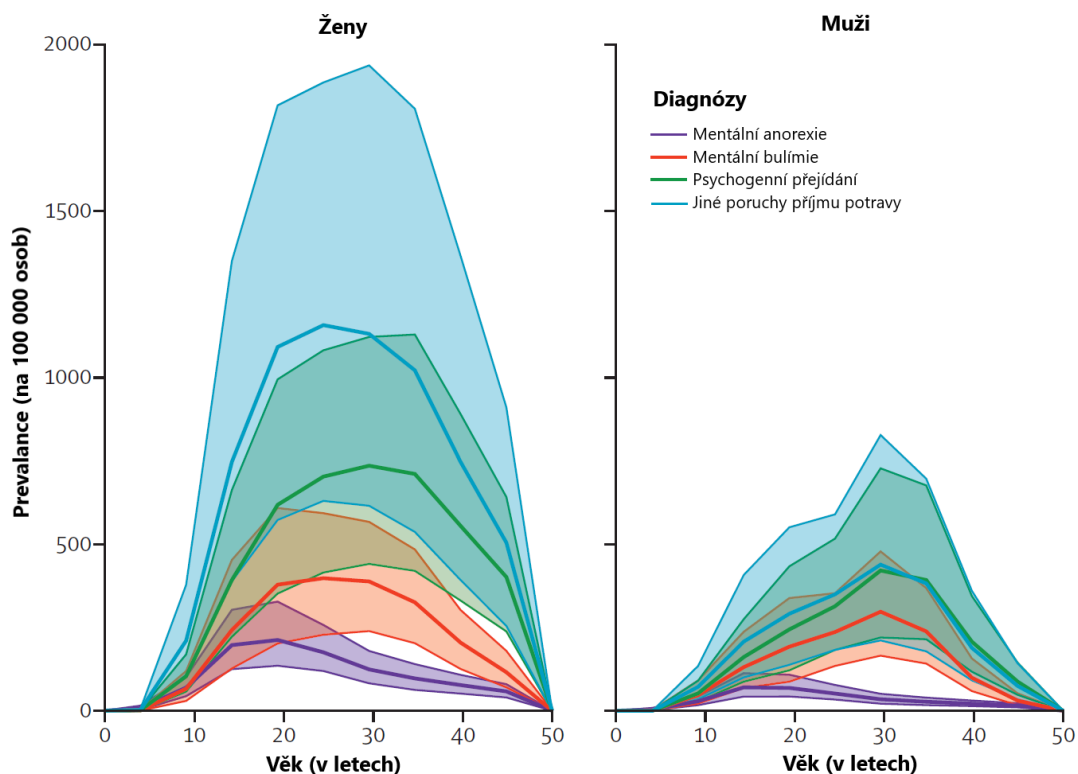 Ženy
Muži
2000
1500
1000
500
0
Prevalance (na 100 000 osob)
Diagnózy
Mentální anorexie
Mentální bulímie
Psychogenní přejídání
Jiné poruchy příjmu potravy
0 10 20 30 40 50
0 10 20 30 40 50
Věk (v letech)
Věk (v letech)